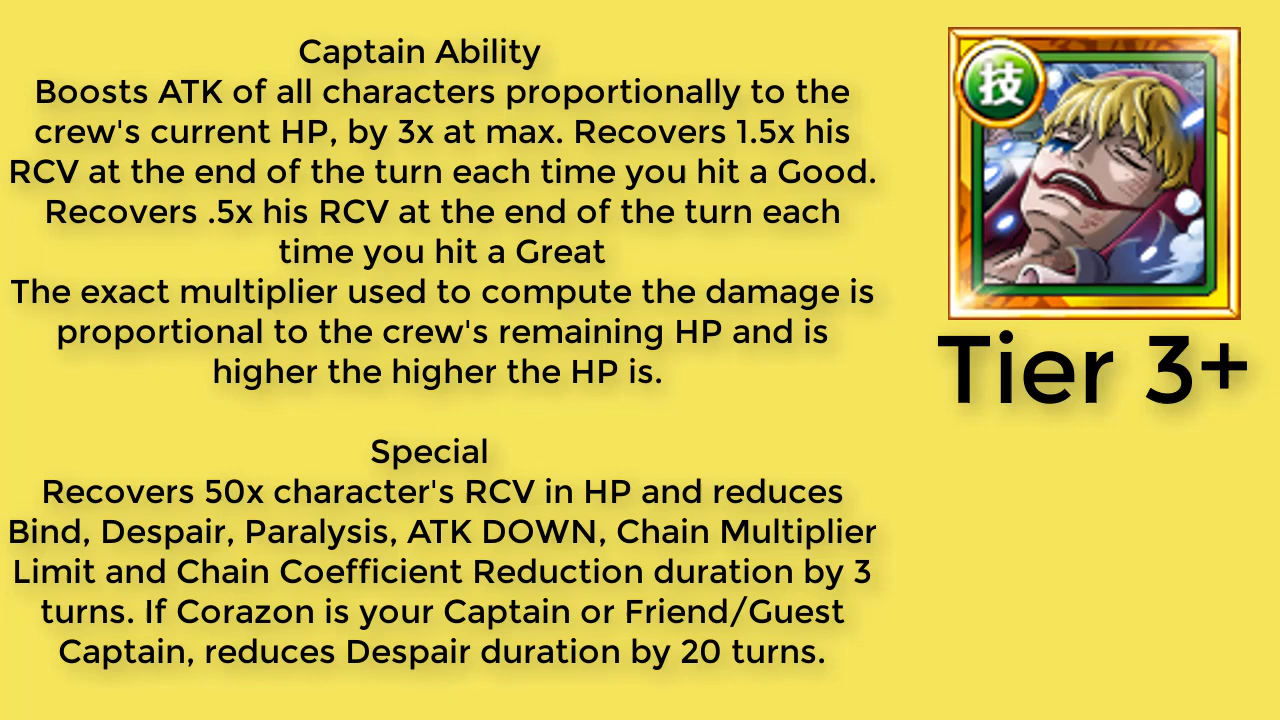 Captain Ability
Boosts ATK of all characters proportionally to the
crew's current HP, by 3x at max. Recovers 1.5x his
RCV at the end of the turn each time you hit a Good.
Recovers .5x his RCV at the end of the turn each
time you hit a Great
The exact multiplier used to compute the damage is
proportional to the crew's remaining HP and is
higher the higher the HP is.
Special
Recovers 50x character's RCV in HP and reduces
Bind, Despair, Paralysis, ATK DOWN, Chain Multiplier
Limit and Chain Coefficient Reduction duration by 3
turns. If Corazon is your Captain or Friend/Guest
Captain, reduces Despair duration by 20 turns.
技
Tier 3+